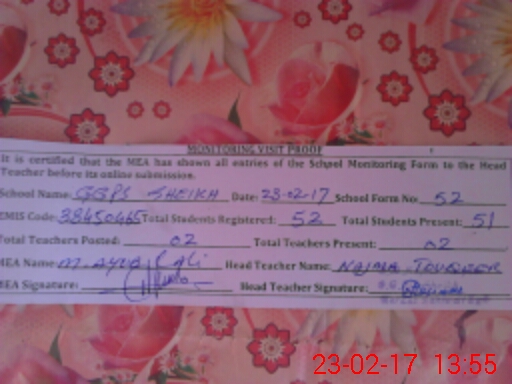 MONITORING VISIT PROOF
It is certified that the MEA has shown all entries of the School Monitoring Form to the Head
Teacher before its online submission.
School Name: GGPS SHEIKH Date: 23-02-17 School Form No: 52
EMIS Code: 38450465 Total Students Registered: 52 Total Students Present: 51
Total Teachers Posted: 02 Total Teachers Present: 02
MEA Name: M. AYUB ALI Head Teacher Name: NAJMA
MEA Signature: Head Teacher Signature:
23-02-17 13:55